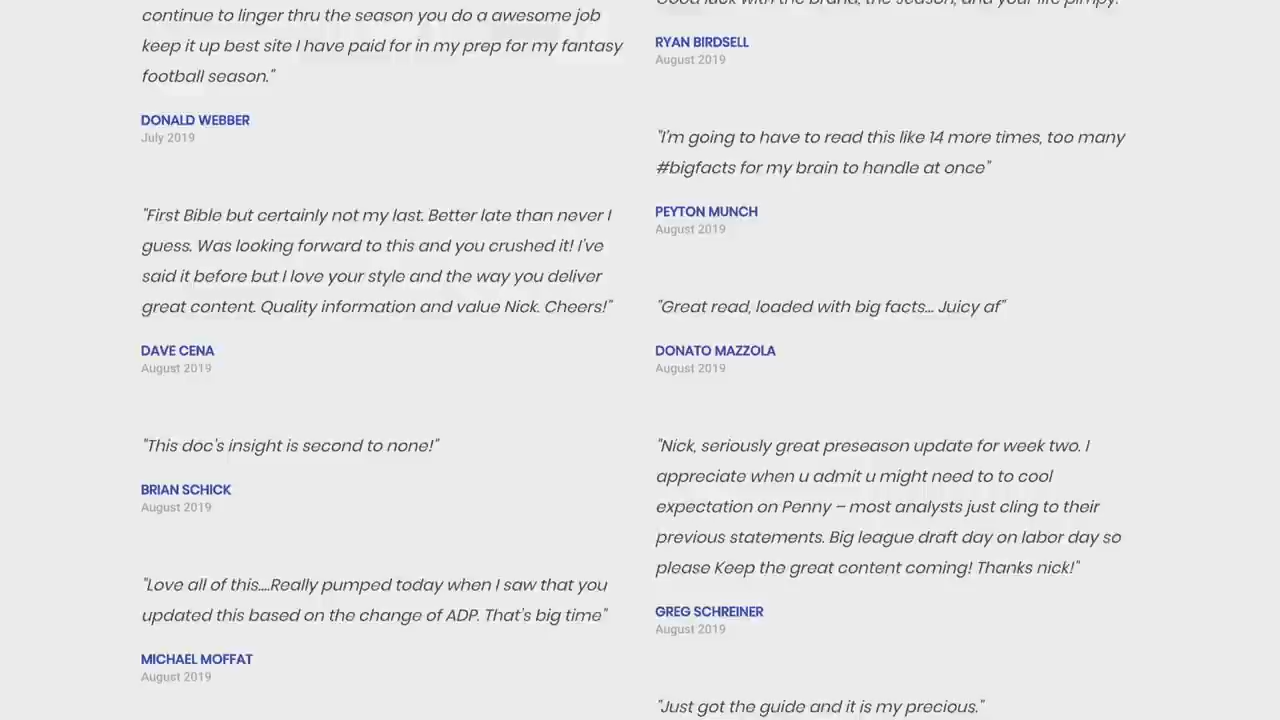 continue to linger thru the season you do a awesome job
keep it up best site I have paid for in my prep for my fantasy
football season."
DONALD WEBBER
July 2019
"First Bible but certainly not my last. Better late than never I
guess. Was looking forward to this and you crushed it! I've
said it before but I love your style and the way you deliver
great content. Quality information and value Nick. Cheers!"
DAVE CENA
August 2019
"This doc's insight is second to none!"
BRIAN SCHICK
August 2019
"Love all of this....Really pumped today when I saw that you
updated this based on the change of ADP. That's big time"
MICHAEL MOFFAT
August 2019
Good luck with the brand, the season, and your life pimpy!
RYAN BIRDSELL
August 2019
"I'm going to have to read this like 14 more times, too many
#bigfacts for my brain to handle at once"
PEYTON MUNCH
August 2019
"Great read, loaded with big facts... Juicy af"
DONATO MAZZOLA
August 2019
"Nick, seriously great preseason update for week two. I
appreciate when u admit u might need to to cool
expectation on Penny – most analysts just cling to their
previous statements. Big league draft day on labor day so
please Keep the great content coming! Thanks nick!"
GREG SCHREINER
August 2019
"Just got the guide and it is my precious."